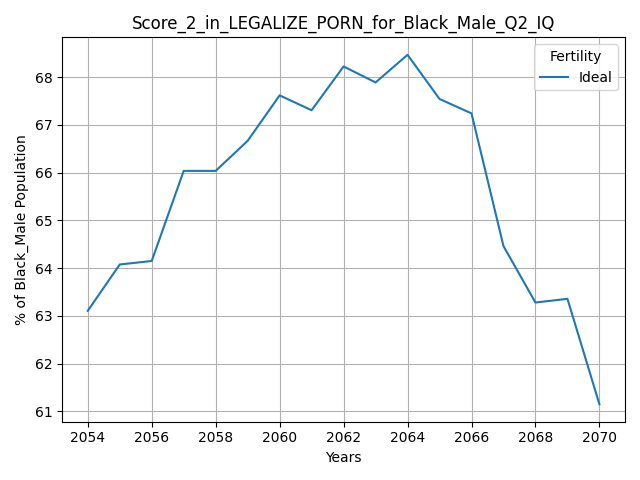 Score_2_in_LEGALIZE_PORN_for_Black_Male_Q2_IQ
Fertility
Ideal
% of Black_Male Population
68
67
66
65
64
63
62
61
2054 2056 2058 2060 2062 2064 2066 2068 2070
Years